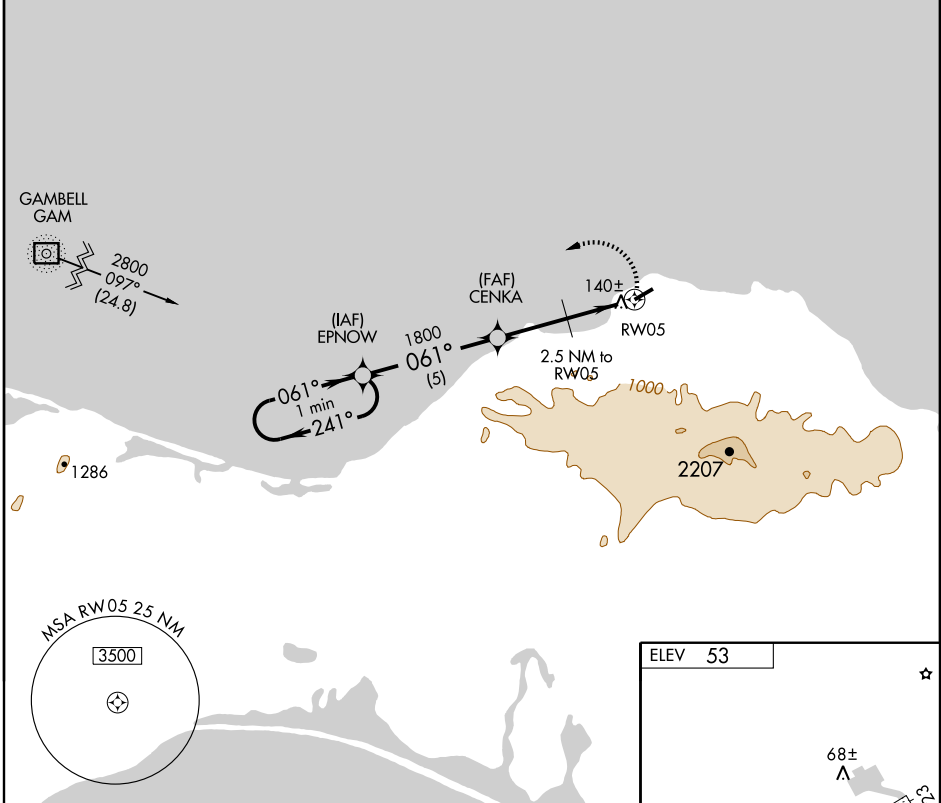 GAMBELL
GAM
2800
097°
(24.8)
(IAF)
EPNOW
1800
061°
(5)
(FAF)
CENKA
140±
RW05
2.5 NM to
RW05
061°
1 min
241°
1000
2207
1286
MSA RW05 25 NM
3500
ELEV 53
68±
23